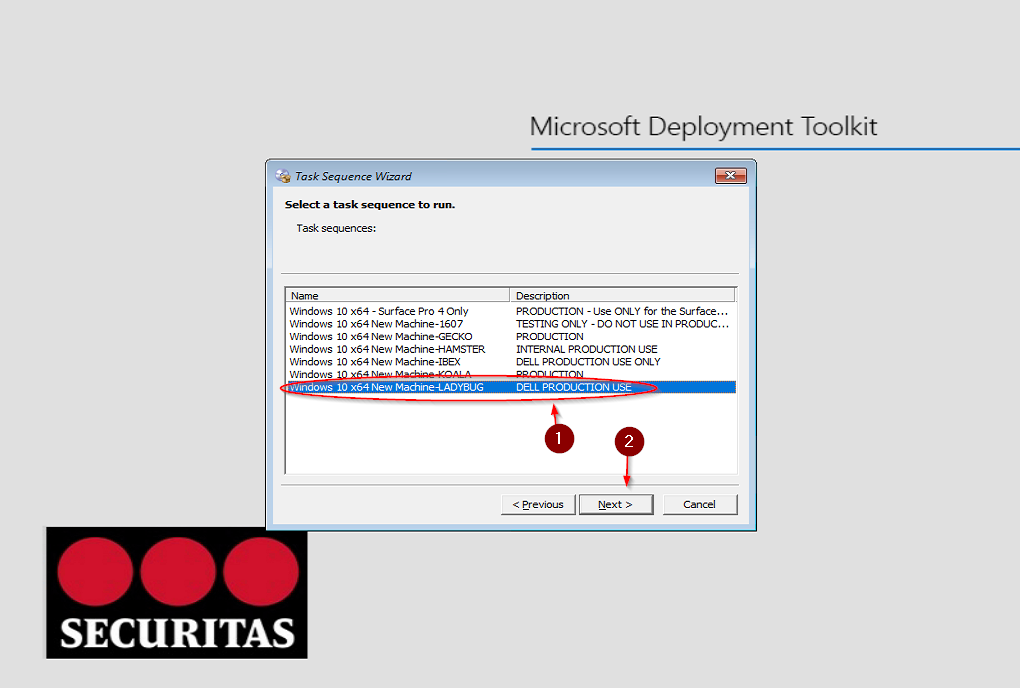 Microsoft Deployment Toolkit
Task Sequence Wizard
Select a task sequence to run.
Task sequences:
Name Description
Windows 10 x64 - Surface Pro 4 Only PRODUCTION - Use ONLY for the Surface...
Windows 10 x64 New Machine-1607 TESTING ONLY - DO NOT USE IN PRODUC...
Windows 10 x64 New Machine-GECKO PRODUCTION
Windows 10 x64 New Machine-HAMSTER INTERNAL PRODUCTION USE
Windows 10 x64 New Machine-IBEX DELL PRODUCTION USE ONLY
Windows 10 x64 New Machine-KOALA PRODUCTION
Windows 10 x64 New Machine-LADYBUG DELL PRODUCTION USE
1
2
< Previous Next > Cancel
SECURITAS